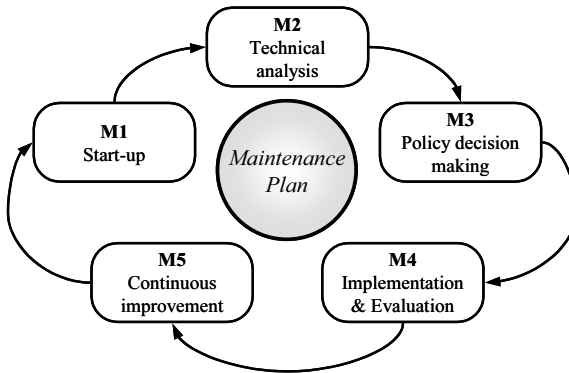 M1
Start-up
M2
Technical
analysis
M3
Policy decision
making
M4
Implementation
& Evaluation
M5
Continuous
improvement
Maintenance
Plan